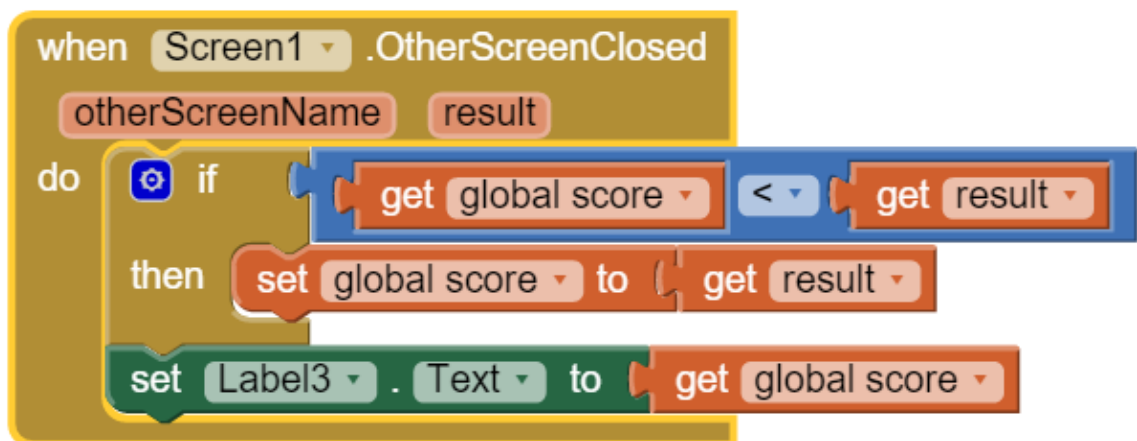 when Screen1 .OtherScreenClosed
otherScreenName result
do if get global score < get result
then set global score to get result
set Label3 . Text to get global score